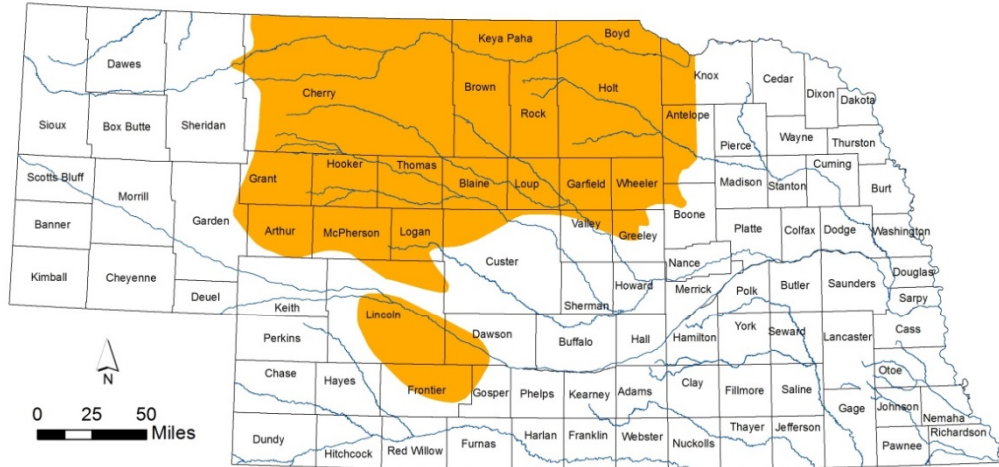 Keya Paha
Boyd
Dawes
Cherry
Brown
Rock
Holt
Knox
Cedar
Dixon
Dakota
Sioux
Box Butte
Sheridan
Antelope
Pierce
Wayne
Thurston
Scotts Bluff
Morrill
Grant
Hooker
Thomas
Blaine
Loup
Garfield
Wheeler
Madison
Stanton
Cuming
Burt
Banner
Garden
Arthur
McPherson
Logan
Custer
Valley
Greeley
Boone
Platte
Colfax
Dodge
Washington
Kimball
Cheyenne
Deuel
Keith
Lincoln
Sherman
Howard
Nance
Merrick
Polk
Butler
Saunders
Douglas
Sarpy
Perkins
Dawson
Buffalo
Hall
Hamilton
York
Seward
Lancaster
Cass
Otoe
Chase
Hayes
Frontier
Gosper
Phelps
Kearney
Adams
Clay
Fillmore
Saline
Gage
Johnson
Nemaha
Dundy
Hitchcock
Red Willow
Furnas
Harlan
Franklin
Webster
Nuckolls
Thayer
Jefferson
Pawnee
Richardson
N
0 25 50
Miles